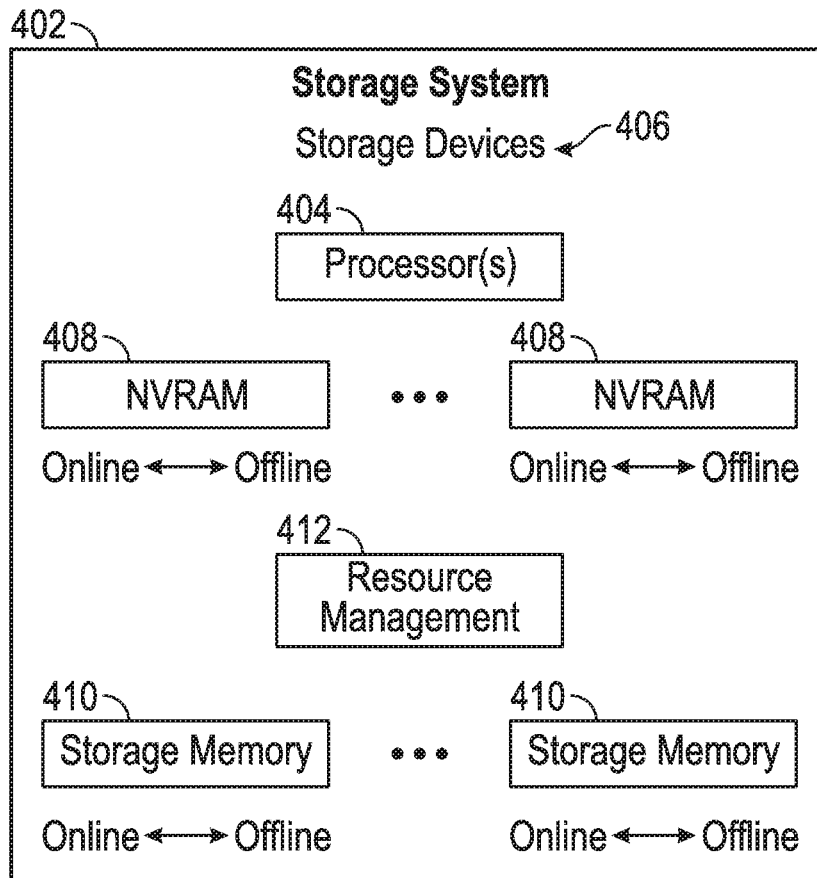 402
Storage System
Storage Devices 406
404
Processor(s)
408 408
NVRAM ••• NVRAM
Online Offline Online Offline
412
Resource
Management
410 410
Storage Memory ••• Storage Memory
Online Offline Online Offline